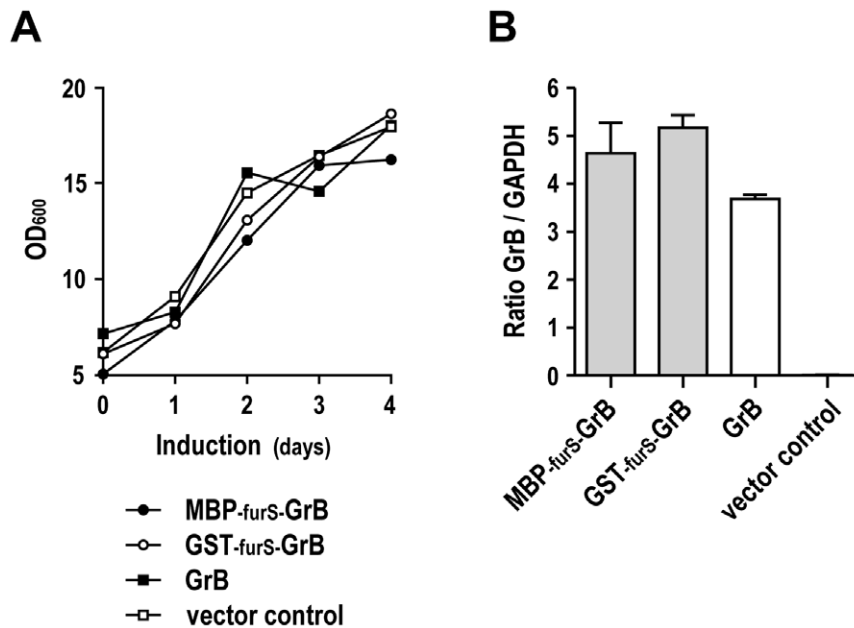 A
OD600
20
15
10
5
0 1 2 3 4
Induction (days)
MBP-furS-GrB
GST-furS-GrB
GrB
vector control
B
Ratio GrB / GAPDH
6
5
4
3
2
1
0
MBP-furS-GrB
GST-furS-GrB
GrB
vector control